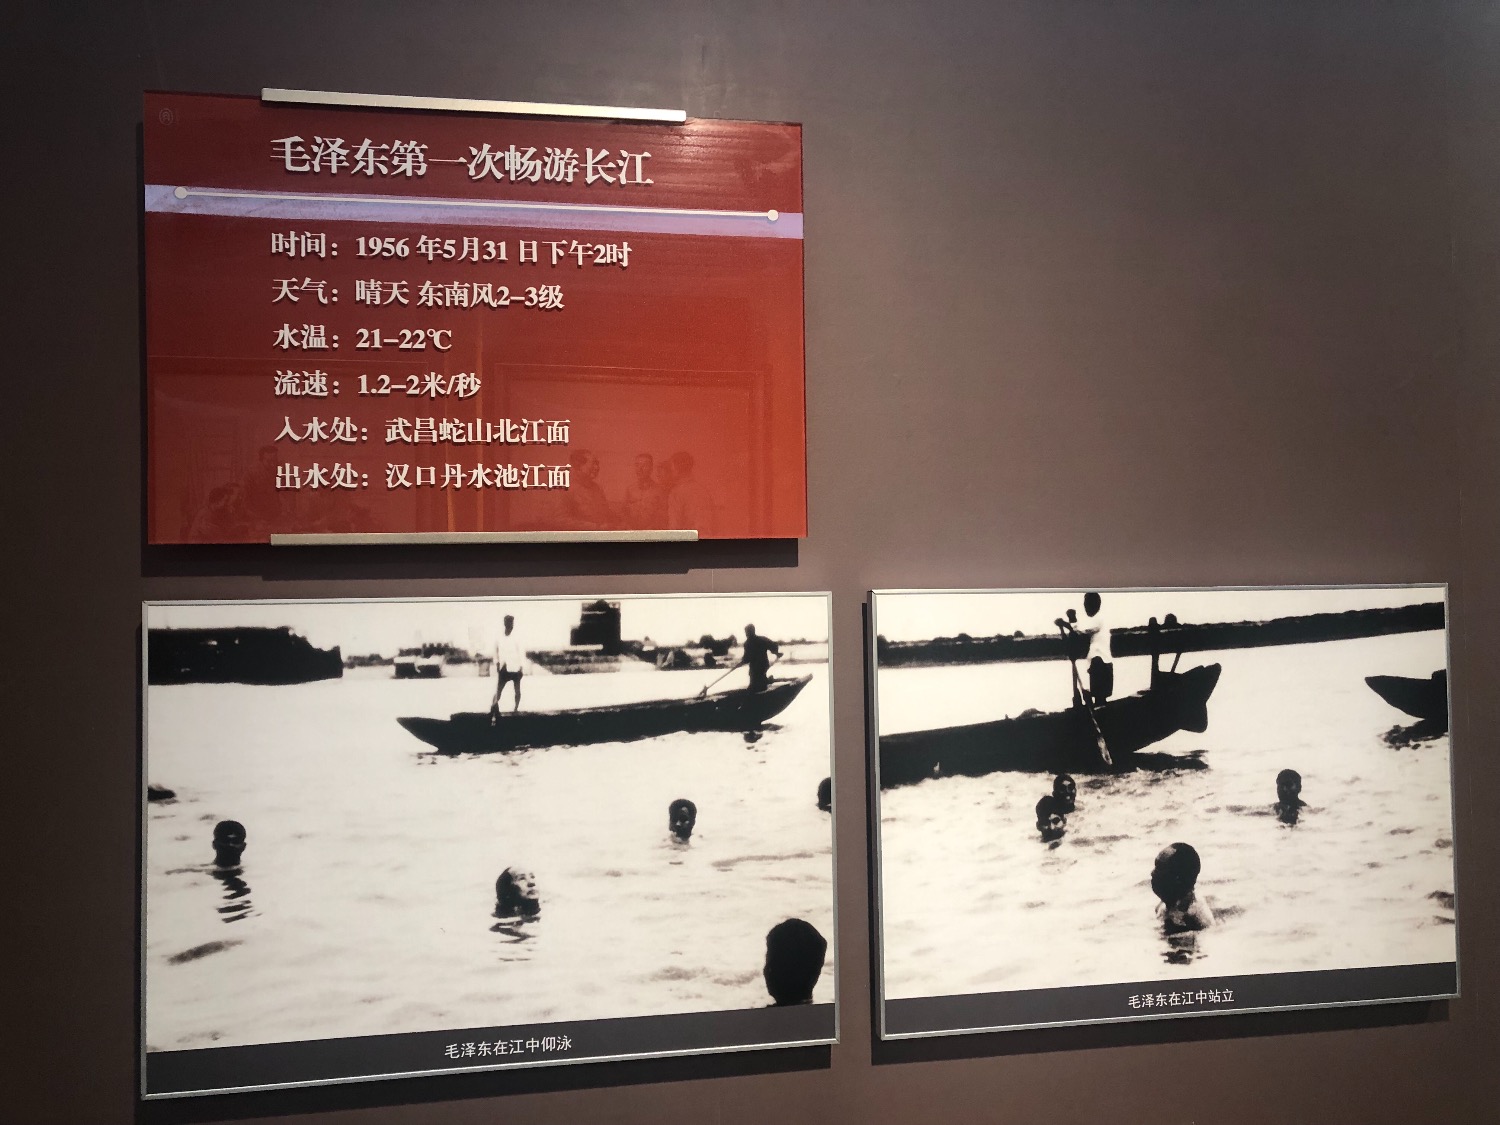 毛泽东第一次畅游长江
时间：1956 年5月31 日下午2时
天气：晴天 东南风2–3级
水温：21–22℃
流速：1.2–2米/秒
入水处：武昌蛇山北江面
出水处：汉口丹水池江面
毛泽东在江中仰泳
毛泽东在江中站立